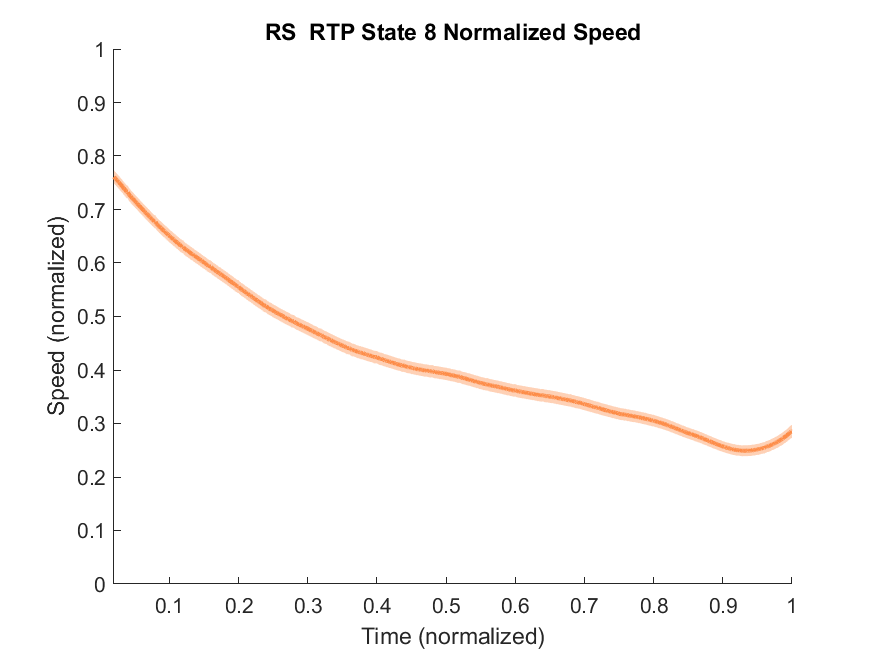 RS  RTP State 8 Normalized Speed
1
0.9
0.8
0.7
0.6
0.5
0.4
0.3
0.2
0.1
0
Speed (normalized)
0.1 0.2 0.3 0.4 0.5 0.6 0.7 0.8 0.9 1
Time (normalized)